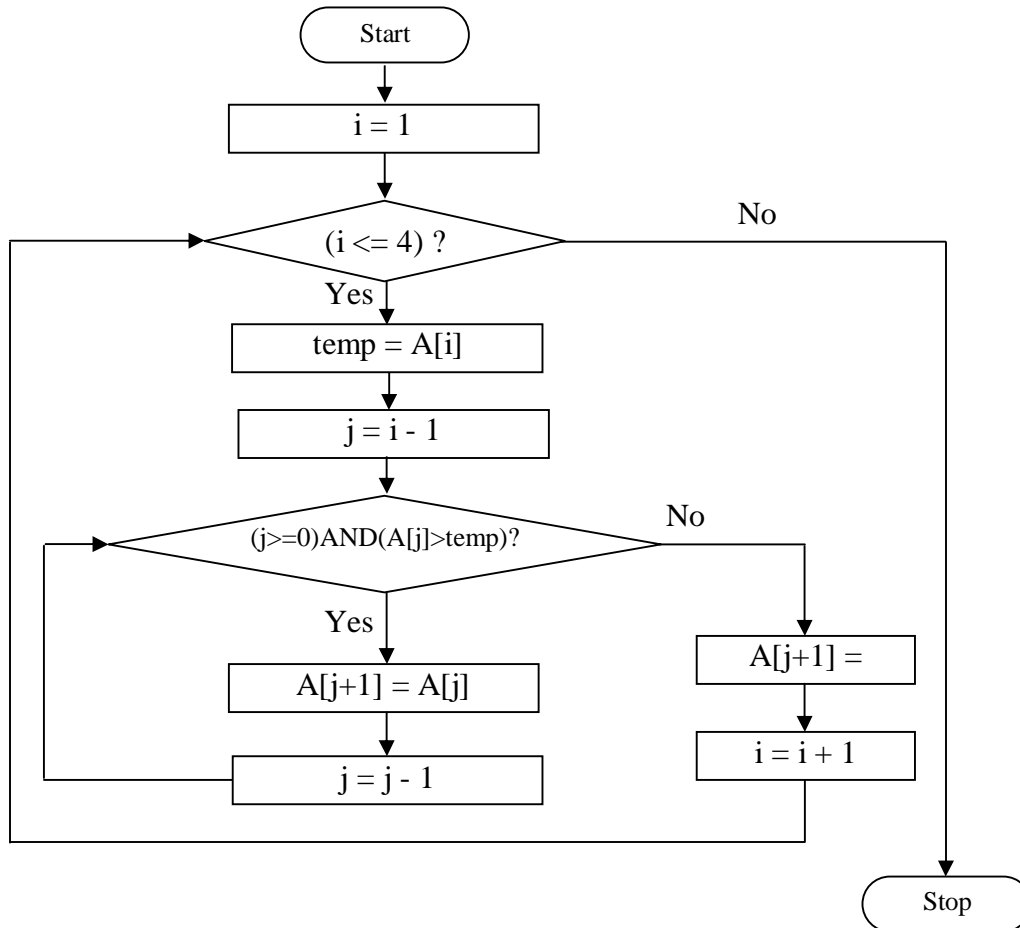 Start
i = 1
(i <= 4) ?
No
Yes
temp = A[i]
j = i - 1
(j>=0)AND(A[j]>temp)?
No
Yes
A[j+1] = A[j]
A[j+1] =
j = j - 1
i = i + 1
Stop